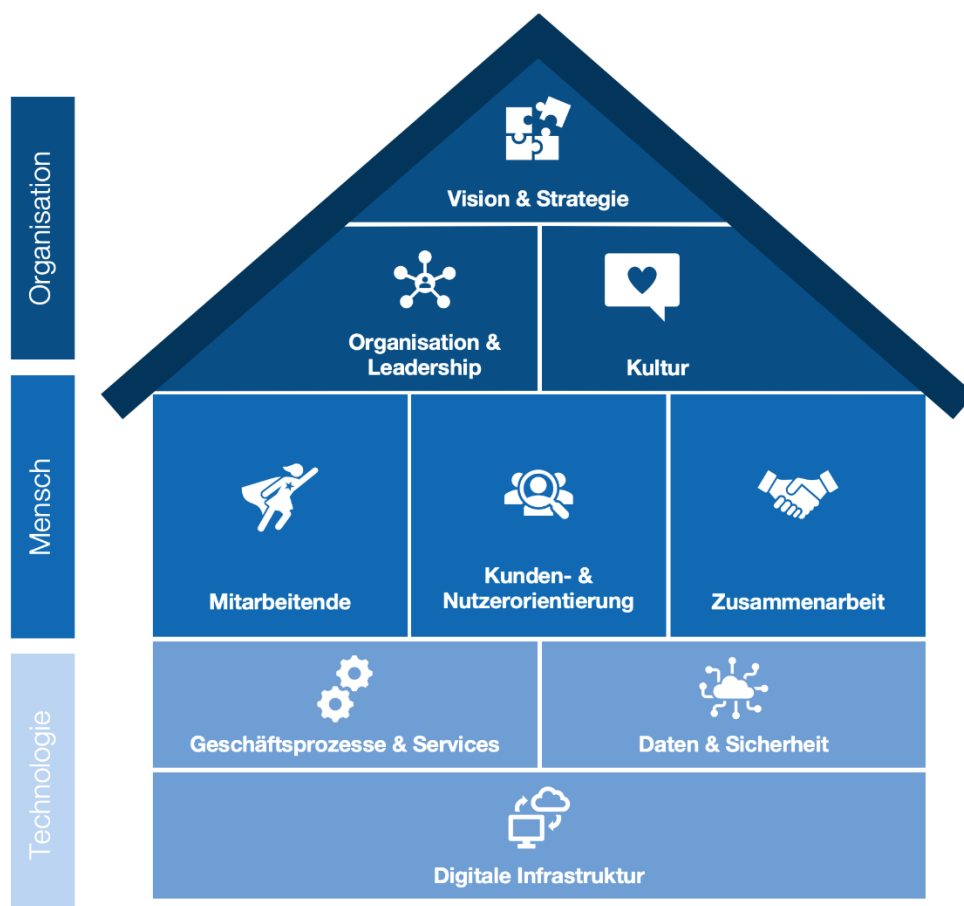 Organisation
Vision & Strategie
Organisation &
Leadership
Kultur
Mensch
Mitarbeitende
Kunden- &
Nutzerorientierung
Zusammenarbeit
Technologie
Geschäftsprozesse & Services
Daten & Sicherheit
Digitale Infrastruktur